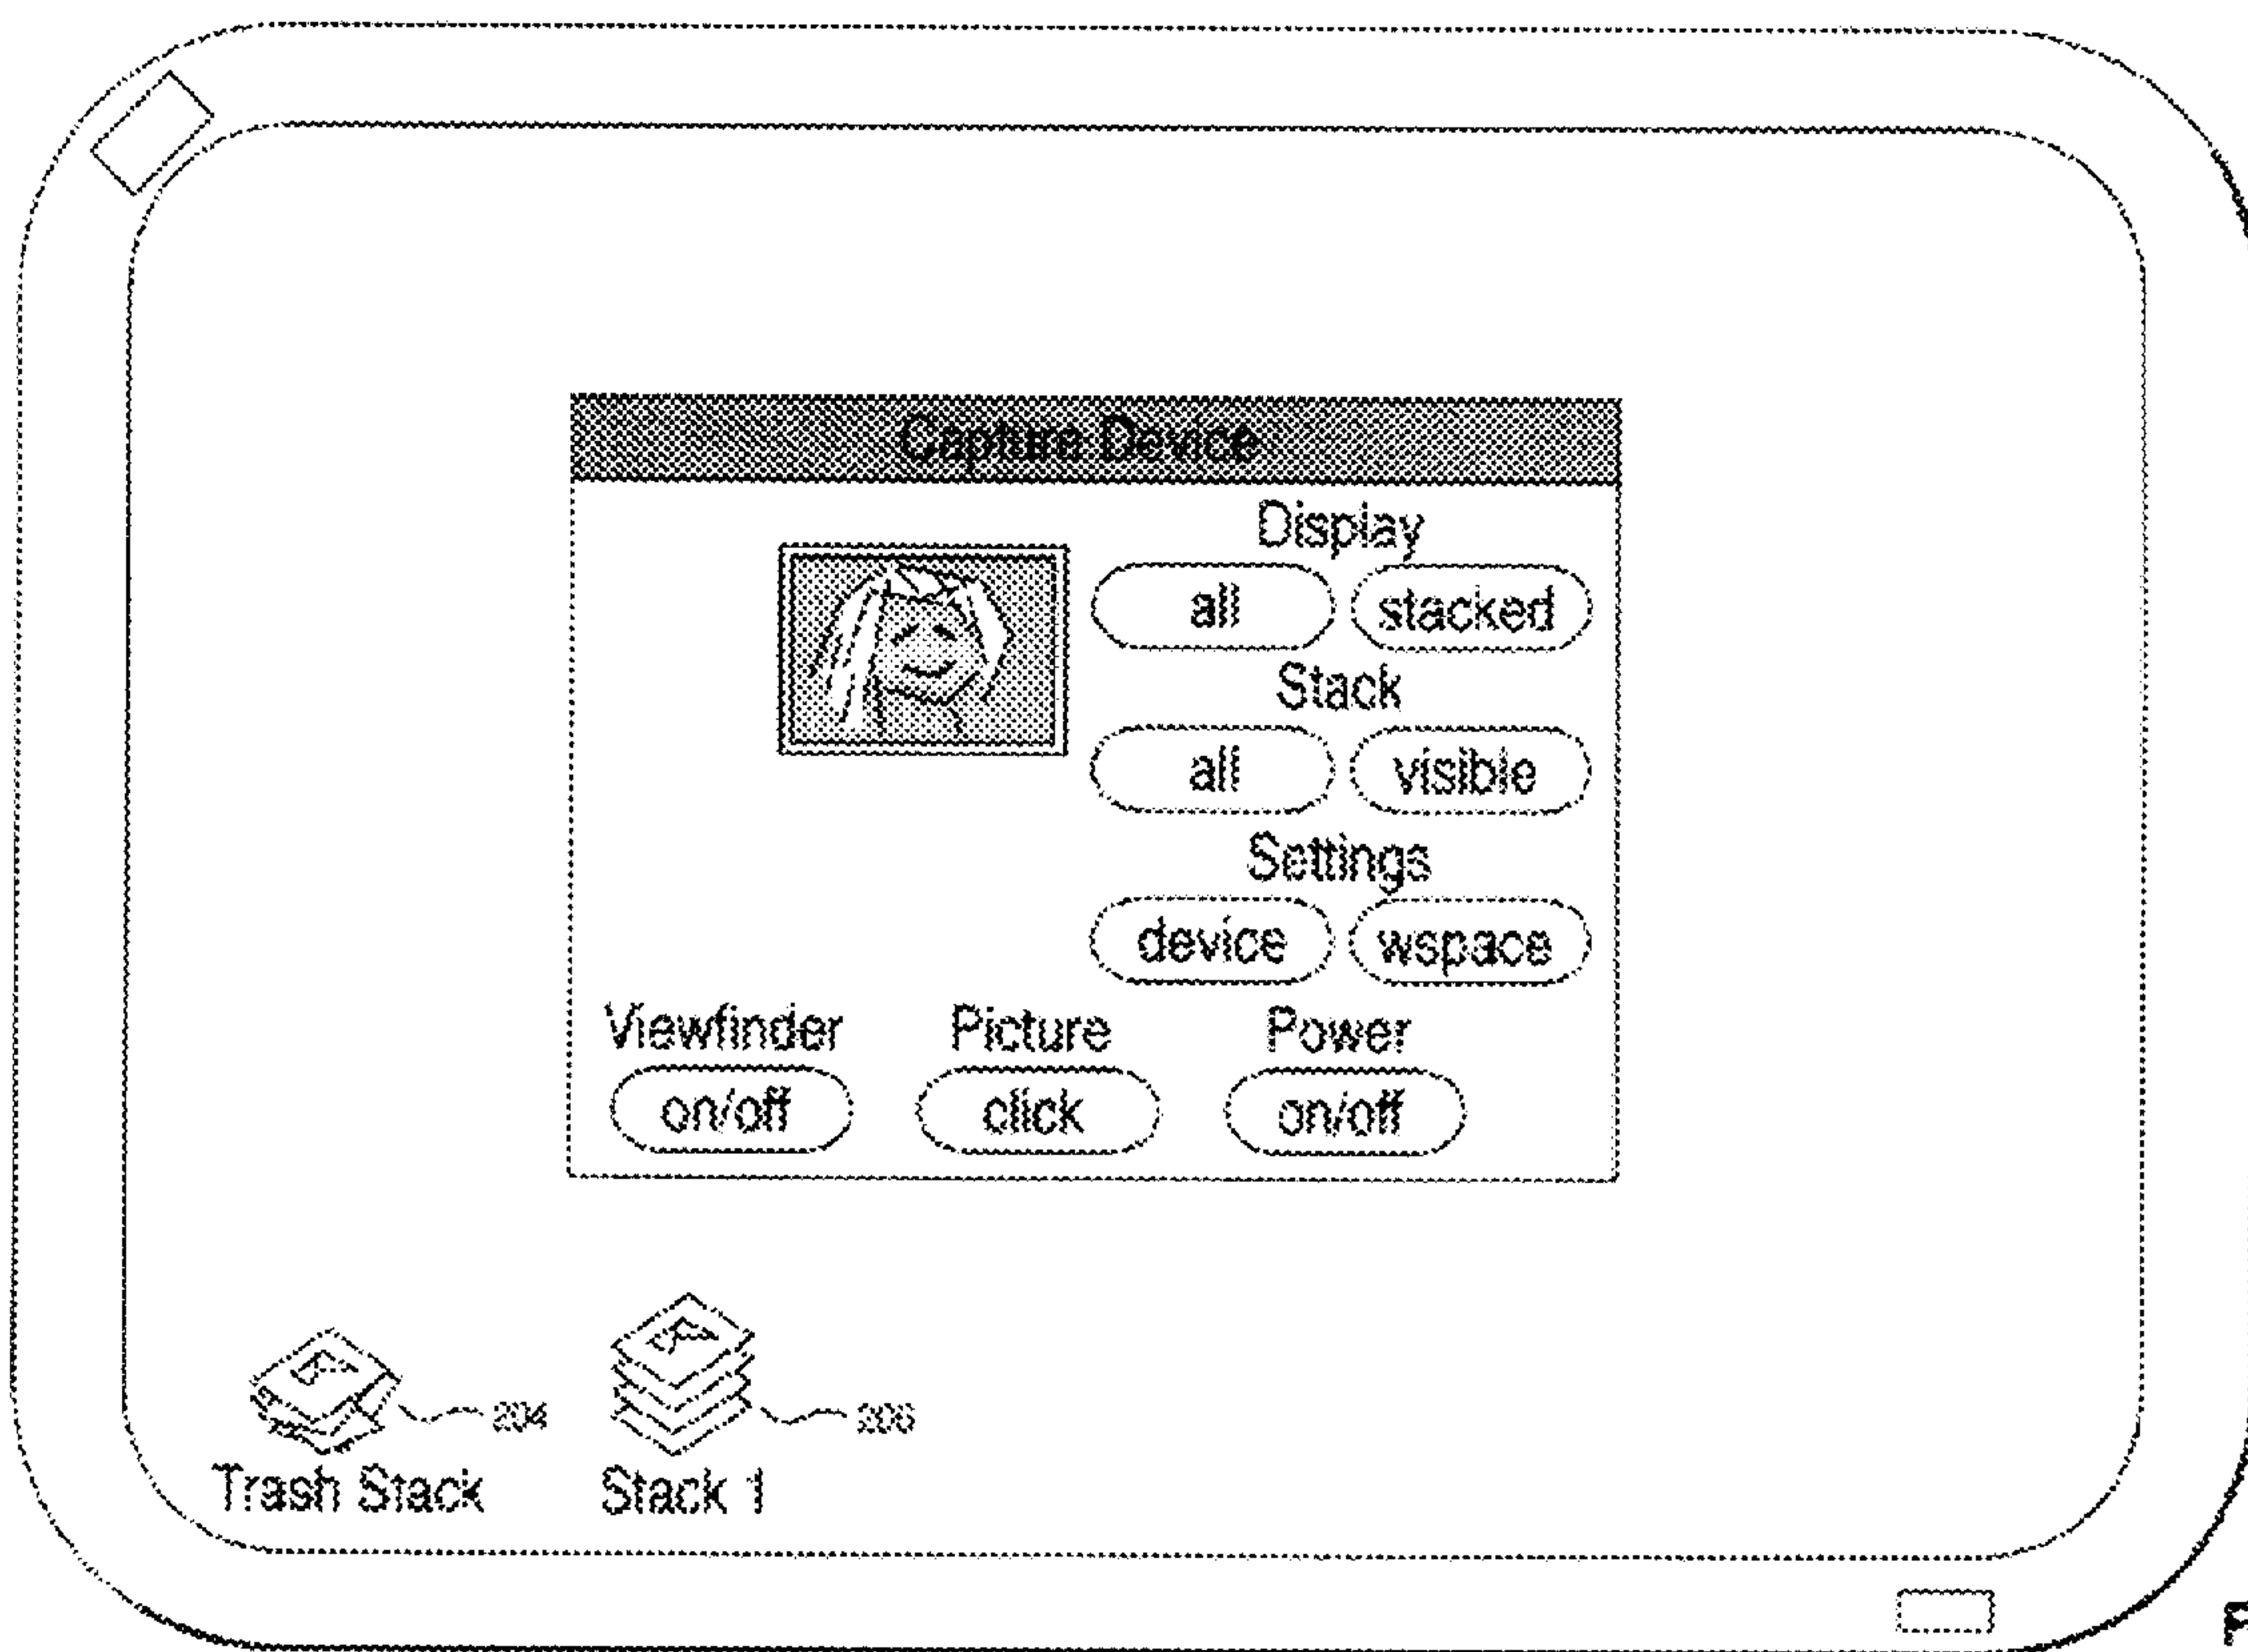 Capture Device
Display
all stacked
Stack
all visible
Settings
device wspace
Viewfinder Picture Power
on/off click on/off
204
Trash Stack Stack 1